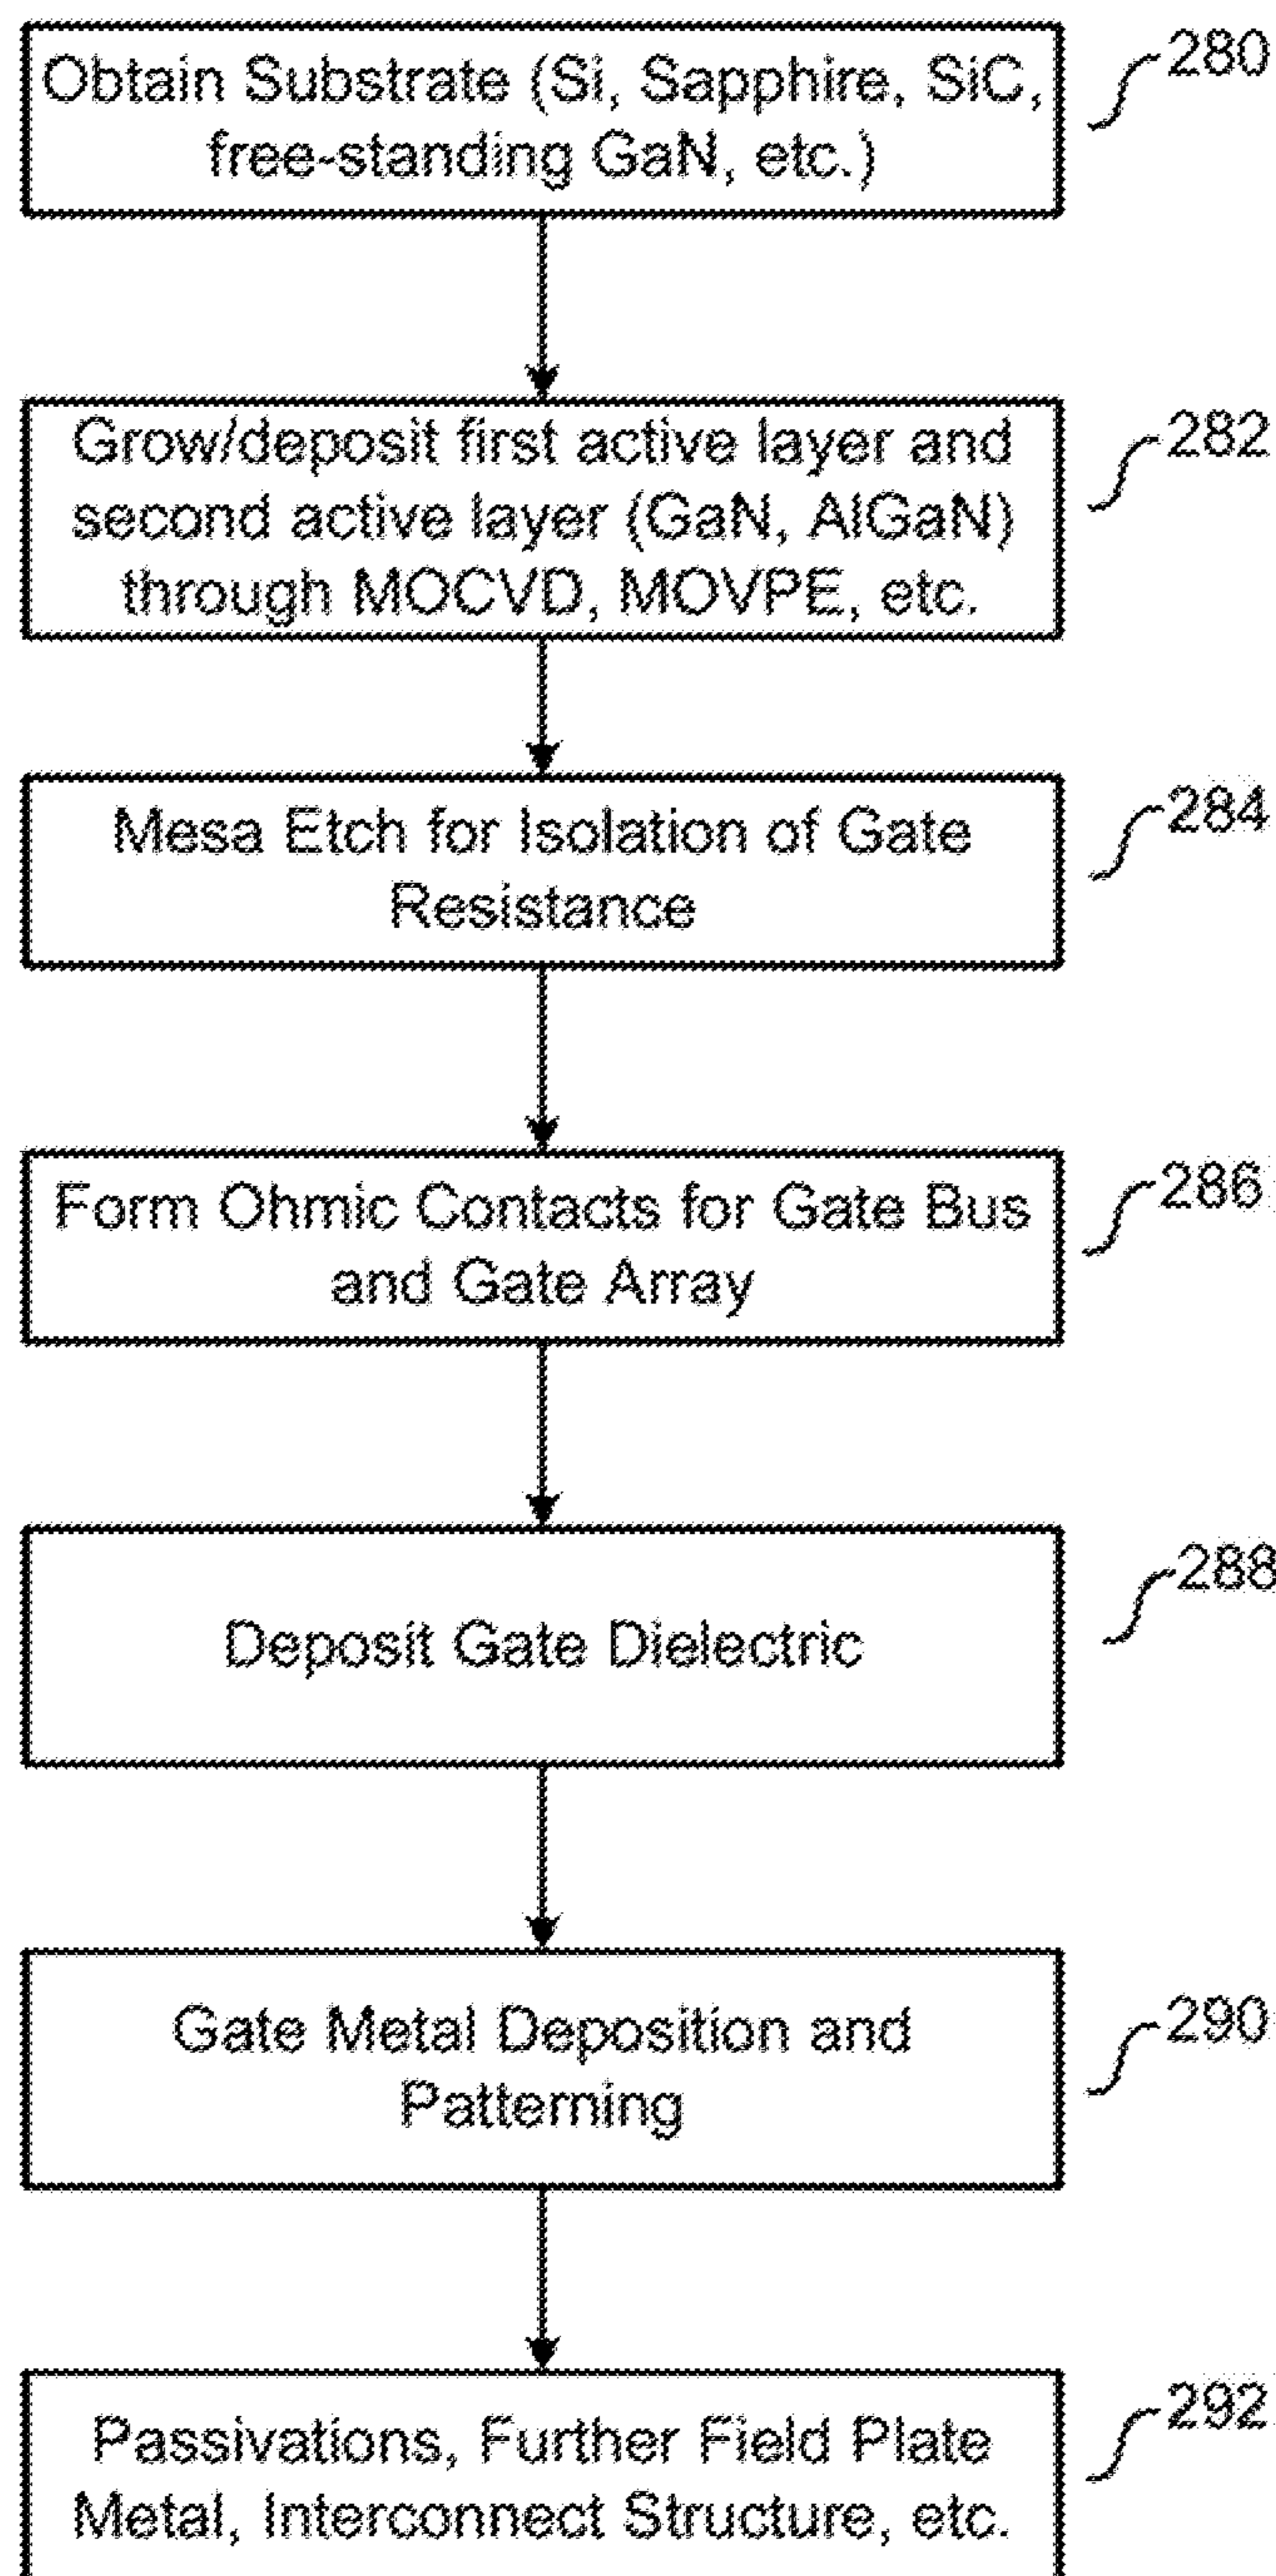 Obtain Substrate (Si, Sapphire, SiC,
free-standing GaN, etc.)
280
Grow/deposit first active layer and
second active layer (GaN, AlGaN)
through MOCVD, MOVPE, etc.
282
Mesa Etch for Isolation of Gate
Resistance
284
Form Ohmic Contacts for Gate Bus
and Gate Array
286
Deposit Gate Dielectric
288
Gate Metal Deposition and
Patterning
290
Passivations, Further Field Plate
Metal, Interconnect Structure, etc.
292